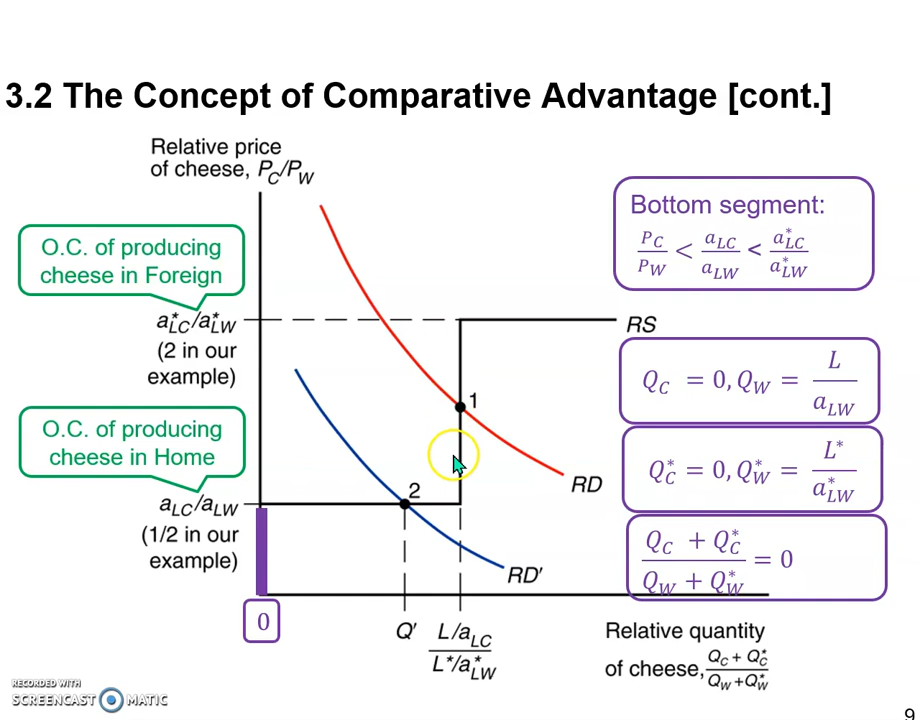 3.2 The Concept of Comparative Advantage [cont.]
Relative price
of cheese, P_C/P_W
Bottom segment:
P_C/P_W < a_LC/a_LW < a*_LC/a*_LW
O.C. of producing
cheese in Foreign
a*_LC/a*_LW
(2 in our
example)
RS
Q_C = 0, Q_W = L/a_LW
1
O.C. of producing
cheese in Home
Q*_C = 0, Q*_W = L*/a*_LW
RD
2
a_LC/a_LW
(1/2 in our
example)
(Q_C + Q*_C)/(Q_W + Q*_W) = 0
RD'
0
Q'
L/a_LC
L*/a*_LW
Relative quantity
of cheese, Q_C + Q*_C
Q_W + Q*_W
RECORDED WITH
SCREENCAST MATIC
9